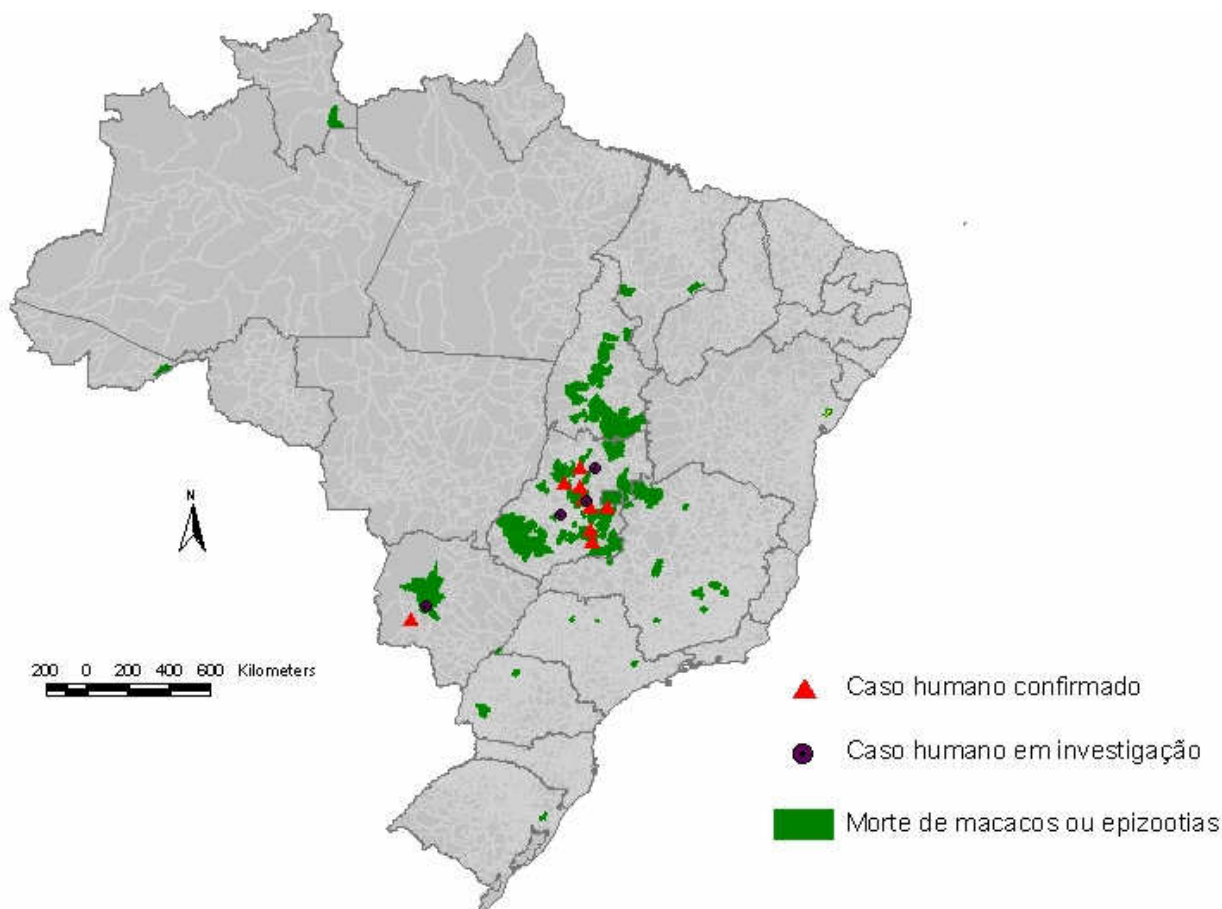 N
200 0 200 400 600 Kilometers
Caso humano confirmado
Caso humano em investigação
Morte de macacos ou epizootias